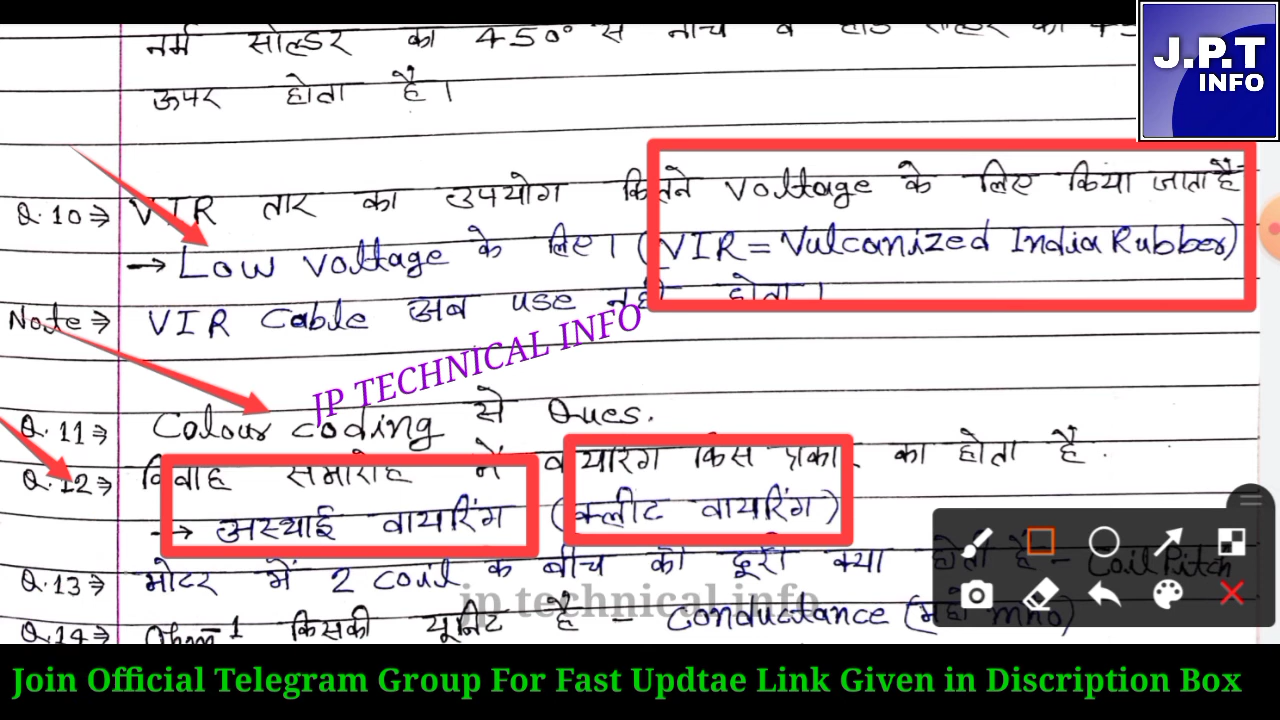 नर्म सोल्डर का 450° से नीचे व हार्ड सोल्डर का
J.P.T
INFO
ऊपर होता है।
Q.10⇒ VIR तार का उपयोग कितने voltage के लिए किया जाता है
→ Low voltage के लिए। (VIR = Vulcanized India Rubber)
Note⇒ VIR Cable अब use नही होता।
JP TECHNICAL INFO
Q.11⇒ Colour coding से Ques.
Q.12⇒ विवाह समारोह में वायरिंग किस प्रकार का होता है.
→ अस्थाई वायरिंग (क्लीट वायरिंग)
Q.13⇒ मोटर में 2 coil के बीच की दूरी क्या होती है - Coil Pitch
jp technical info
Q.14⇒ Ohm-1 किसकी यूनिट है - Conductance (महो mho)
Join Official Telegram Group For Fast Updtae Link Given in Discription Box